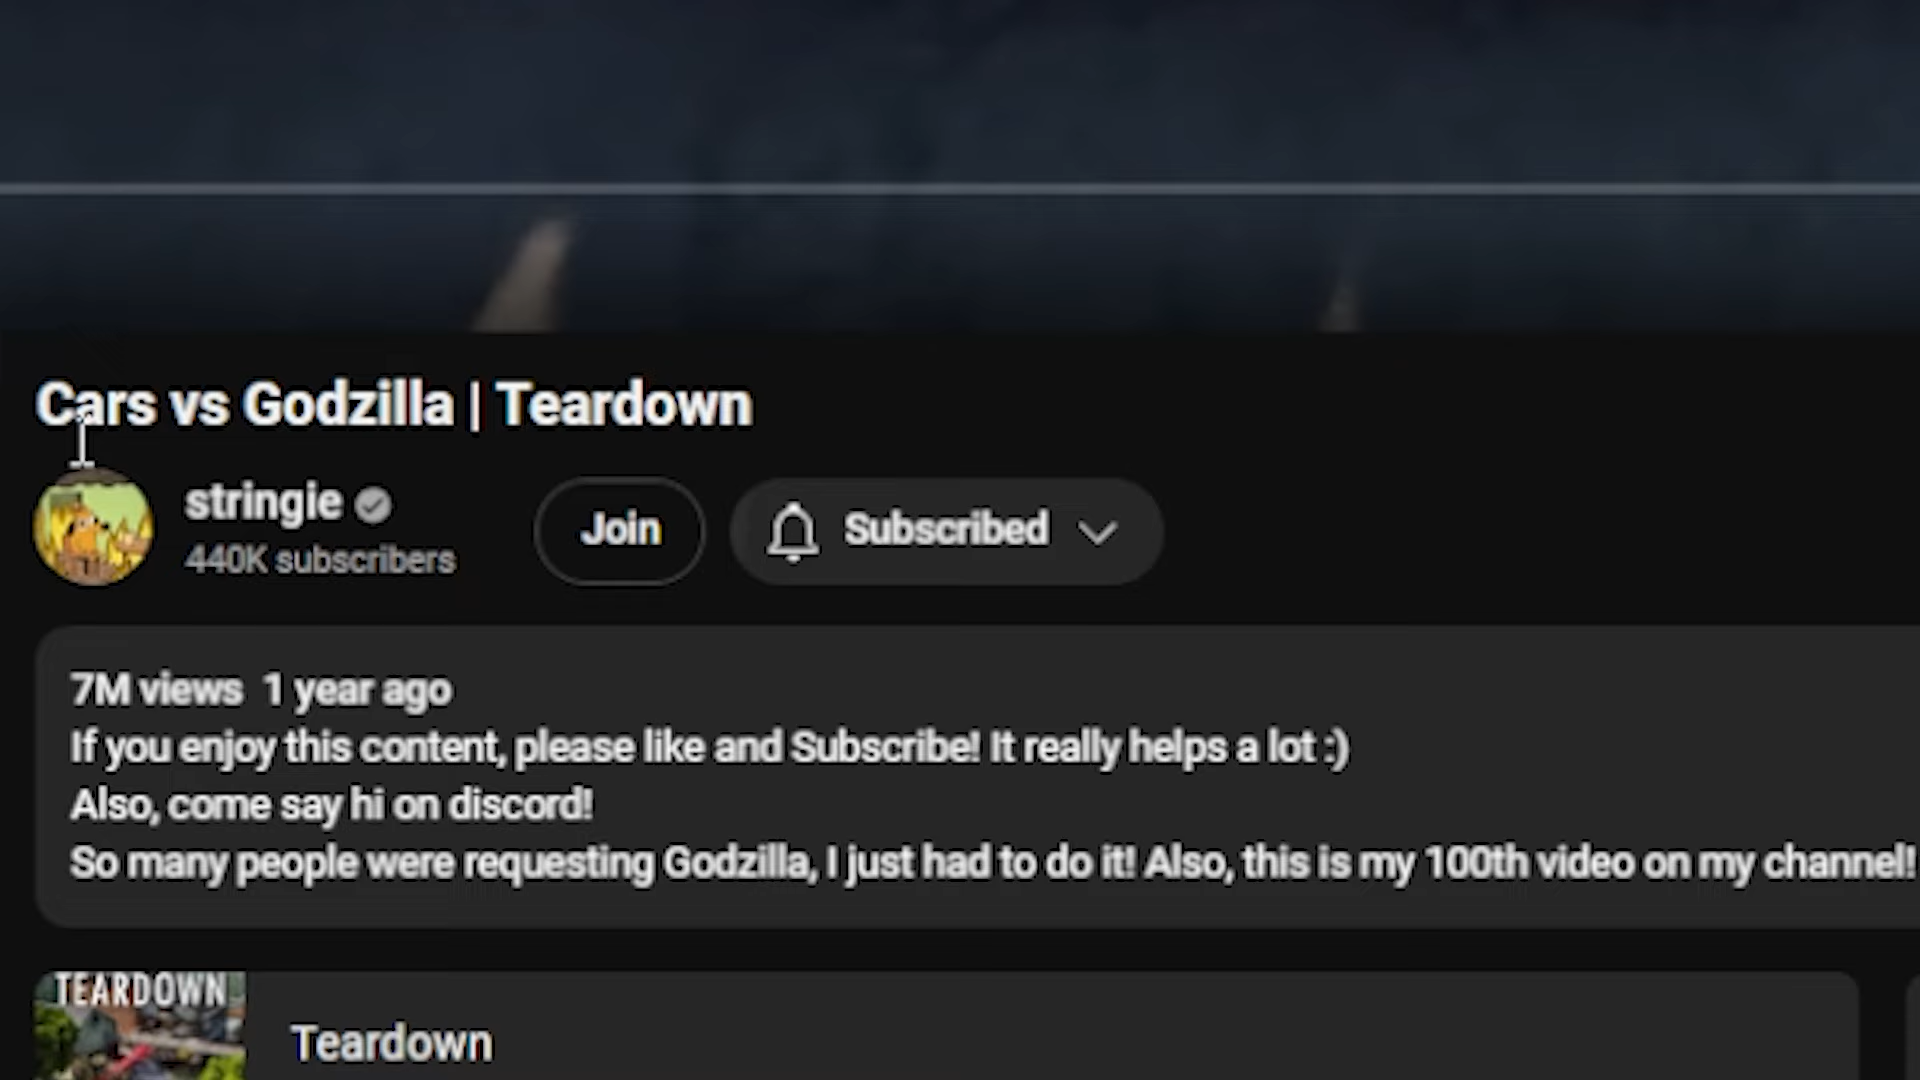 Cars vs Godzilla | Teardown
stringie
440K subscribers
Join
Subscribed
7M views 1 year ago
If you enjoy this content, please like and Subscribe! It really helps a lot :)
Also, come say hi on discord!
So many people were requesting Godzilla, I just had to do it! Also, this is my 100th video on my channel!
TEARDOWN
Teardown